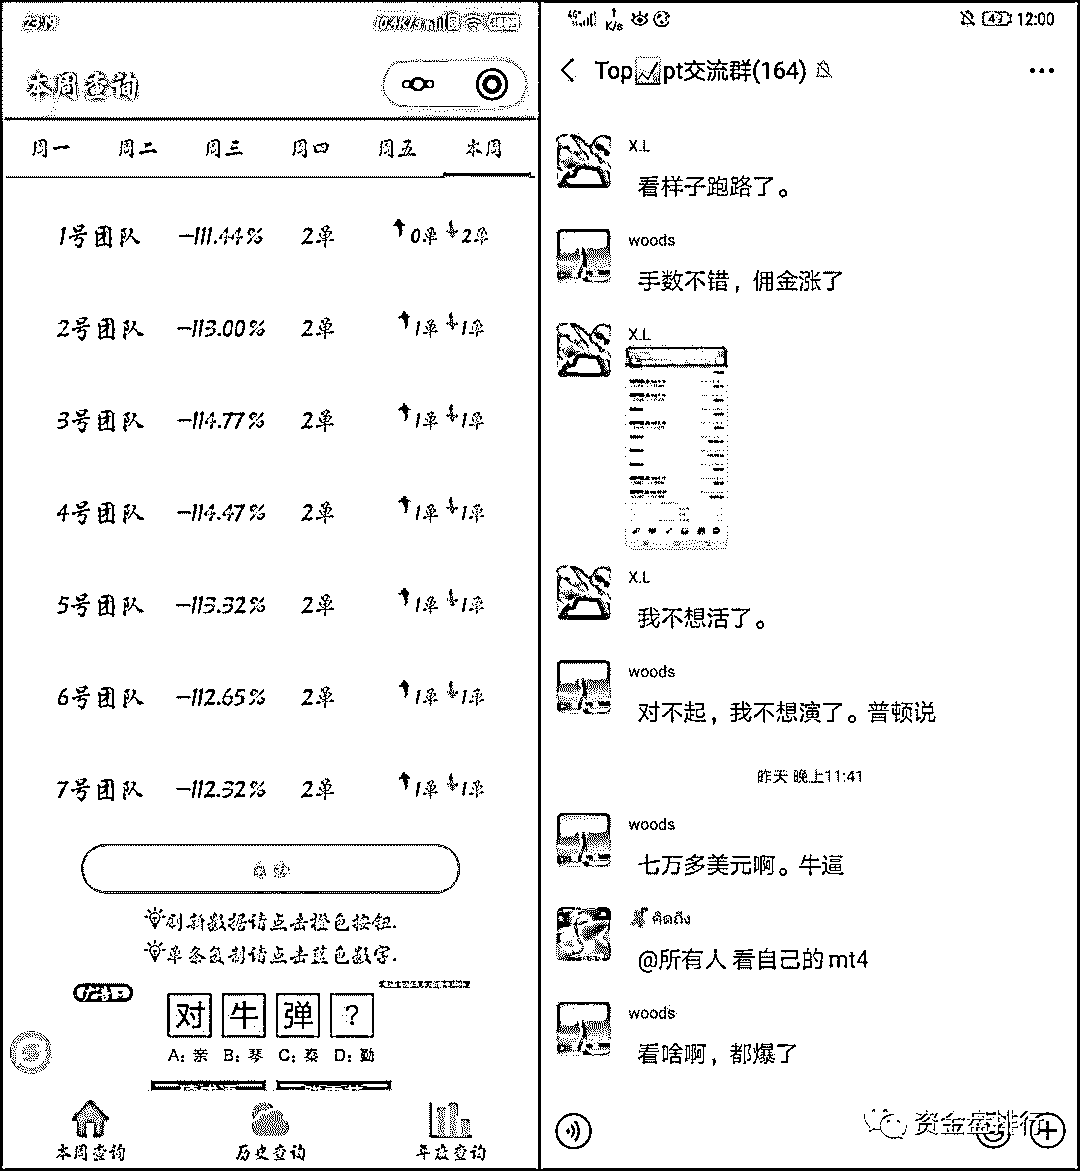 本周查询
周一 周二 周三 周四 周五 本周
1号团队 -111.44% 2单 0单 2单
2号团队 -113.00% 2单 1单 1单
3号团队 -114.77% 2单 1单 1单
4号团队 -114.47% 2单 1单 1单
5号团队 -113.32% 2单 1单 1单
6号团队 -112.65% 2单 1单 1单
7号团队 -112.32% 2单 1单 1单
刷新数据请点击橙色按钮.
单条复制请点击蓝色数字.
对 牛 弹 ?
A: 亲 B: 琴 C: 秦 D: 勤
本周查询 历史查询 年度查询
K/s 12:00
Top pt交流群(164)
X.L
看样子跑路了。
woods
手数不错，佣金涨了
X.L
X.L
我不想活了。
woods
对不起，我不想演了。普顿说
昨天 晚上11:41
woods
七万多美元啊。牛逼
คิดถึง
@所有人 看自己的 mt4
woods
看啥啊，都爆了
资金盘排行